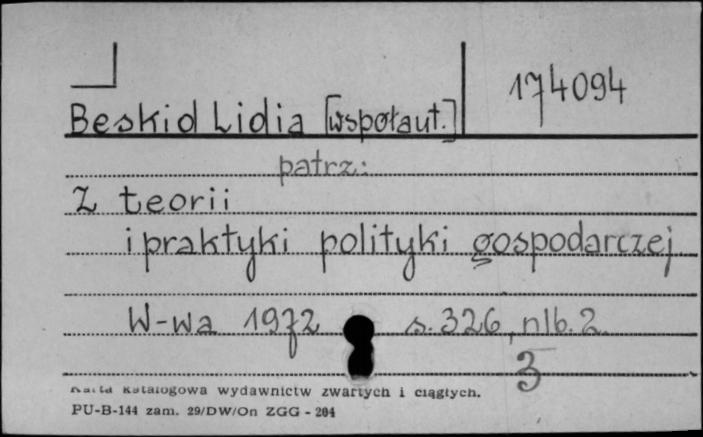 174094
Beskid Lidia [wspołaut.]
patrz:
Z teorii
i praktyki polityki gospodarczej
W-wa 1972 s. 326, nlb. 2.
3
Karta katalogowa wydawnictw zwartych i ciągłych.
PU-B-144 zam. 29/DW/On ZGG - 204